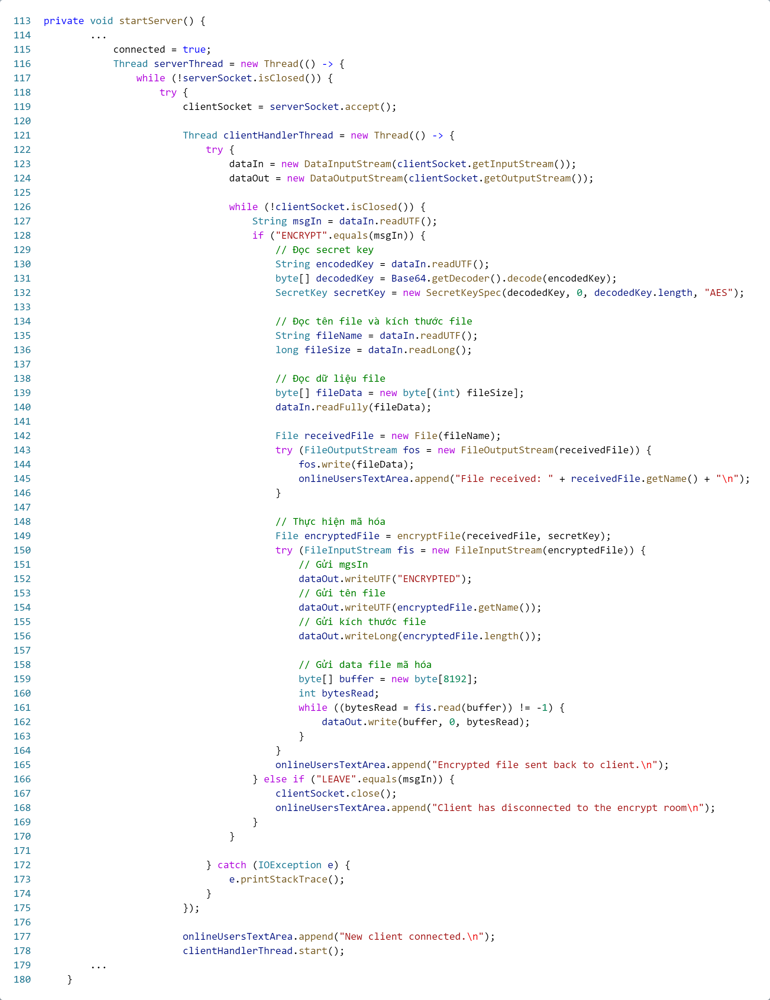 113 private void startServer() {
114         ...
115             connected = true;
116             Thread serverThread = new Thread(() -> {
117                 while (!serverSocket.isClosed()) {
118                     try {
119                         clientSocket = serverSocket.accept();
120
121                         Thread clientHandlerThread = new Thread(() -> {
122                             try {
123                                 dataIn = new DataInputStream(clientSocket.getInputStream());
124                                 dataOut = new DataOutputStream(clientSocket.getOutputStream());
125
126                                 while (!clientSocket.isClosed()) {
127                                     String msgIn = dataIn.readUTF();
128                                     if ("ENCRYPT".equals(msgIn)) {
129                                         // Đọc secret key
130                                         String encodedKey = dataIn.readUTF();
131                                         byte[] decodedKey = Base64.getDecoder().decode(encodedKey);
132                                         SecretKey secretKey = new SecretKeySpec(decodedKey, 0, decodedKey.length, "AES");
133
134                                         // Đọc tên file và kích thước file
135                                         String fileName = dataIn.readUTF();
136                                         long fileSize = dataIn.readLong();
137
138                                         // Đọc dữ liệu file
139                                         byte[] fileData = new byte[(int) fileSize];
140                                         dataIn.readFully(fileData);
141
142                                         File receivedFile = new File(fileName);
143                                         try (FileOutputStream fos = new FileOutputStream(receivedFile)) {
144                                             fos.write(fileData);
145                                             onlineUsersTextArea.append("File received: " + receivedFile.getName() + "\n");
146                                         }
147
148                                         // Thực hiện mã hóa
149                                         File encryptedFile = encryptFile(receivedFile, secretKey);
150                                         try (FileInputStream fis = new FileInputStream(encryptedFile)) {
151                                             // Gửi mgsIn
152                                             dataOut.writeUTF("ENCRYPTED");
153                                             // Gửi tên file
154                                             dataOut.writeUTF(encryptedFile.getName());
155                                             // Gửi kích thước file
156                                             dataOut.writeLong(encryptedFile.length());
157
158                                             // Gửi data file mã hóa
159                                             byte[] buffer = new byte[8192];
160                                             int bytesRead;
161                                             while ((bytesRead = fis.read(buffer)) != -1) {
162                                                 dataOut.write(buffer, 0, bytesRead);
163                                             }
164                                         }
165                                         onlineUsersTextArea.append("Encrypted file sent back to client.\n");
166                                     } else if ("LEAVE".equals(msgIn)) {
167                                         clientSocket.close();
168                                         onlineUsersTextArea.append("Client has disconnected to the encrypt room\n");
169                                     }
170                                 }
171
172                             } catch (IOException e) {
173                                 e.printStackTrace();
174                             }
175                         });
176
177                         onlineUsersTextArea.append("New client connected.\n");
178                         clientHandlerThread.start();
179         ...
180     }